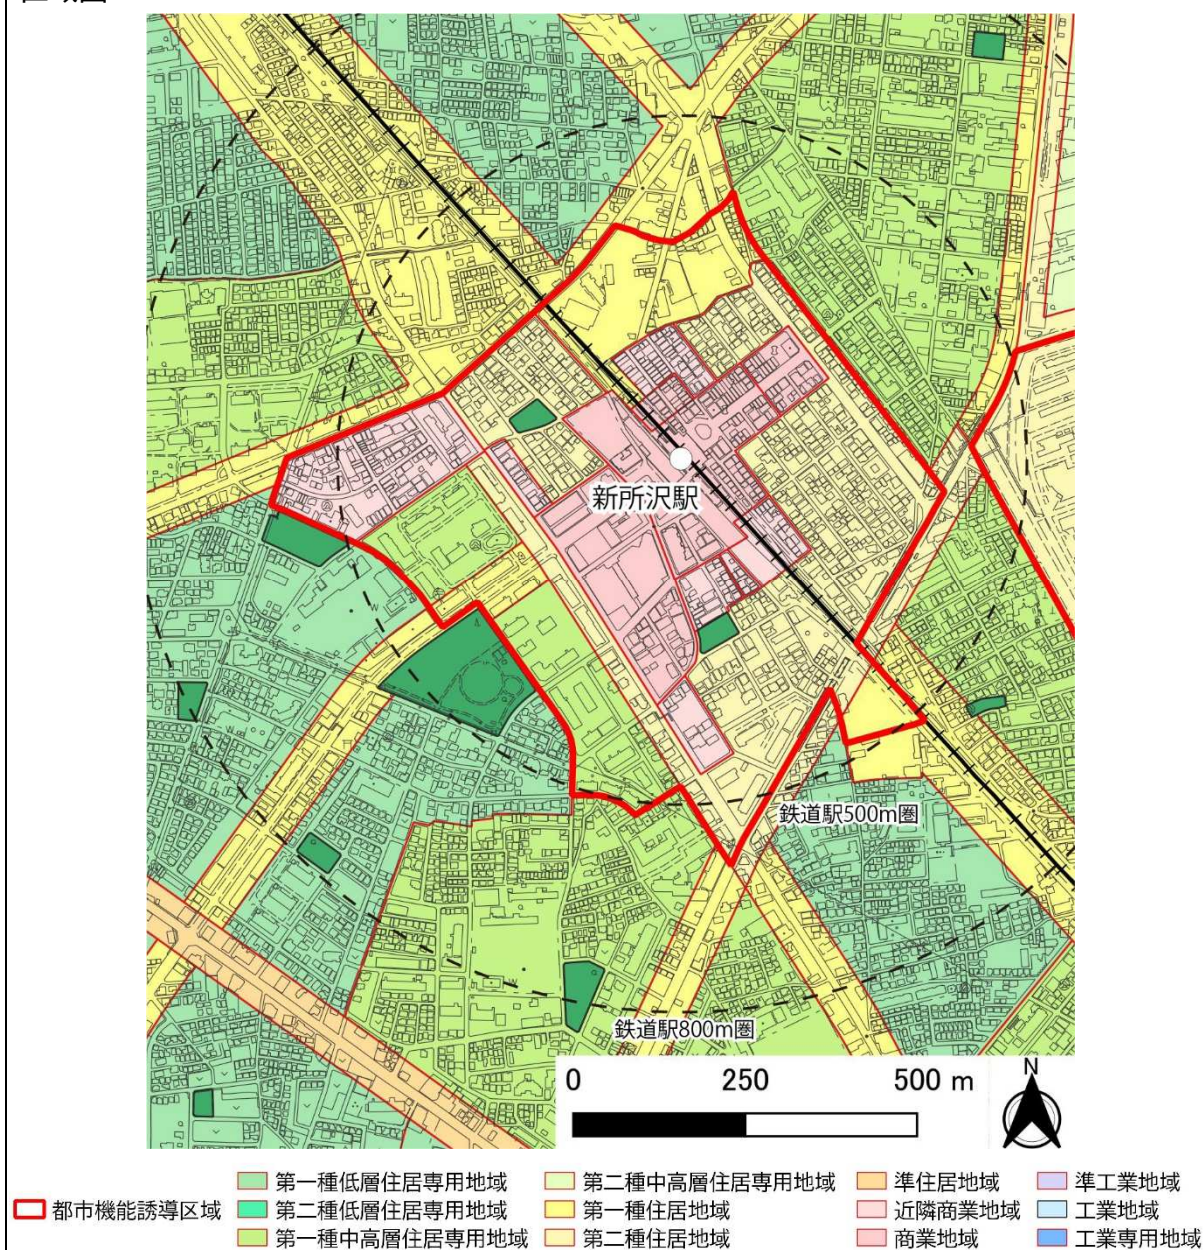 区域図
新所沢駅
鉄道駅500m圏
鉄道駅800m圏
0 250 500 m
N
都市機能誘導区域
第一種低層住居専用地域
第二種低層住居専用地域
第一種中高層住居専用地域
第二種中高層住居専用地域
第一種住居地域
第二種住居地域
準住居地域
近隣商業地域
商業地域
準工業地域
工業地域
工業専用地域